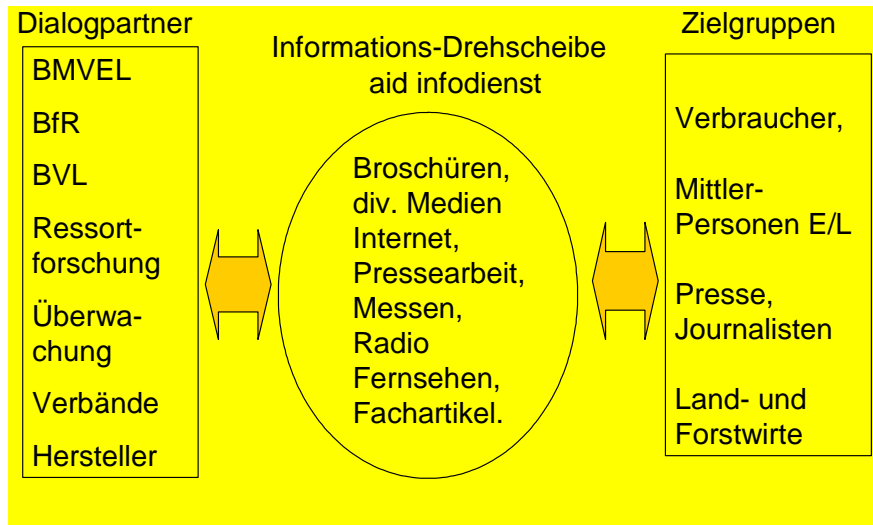 Dialogpartner
BMVEL
BfR
BVL
Ressort-
forschung
Überwa-
chung
Verbände
Hersteller
Informations-Drehscheibe
aid infodienst
Broschüren,
div. Medien
Internet,
Pressearbeit,
Messen,
Radio
Fernsehen,
Fachartikel.
Zielgruppen
Verbraucher,
Mittler-
Personen E/L
Presse,
Journalisten
Land- und
Forstwirte